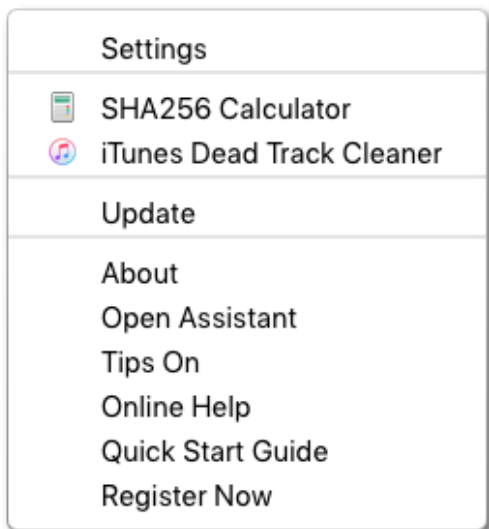 Settings
SHA256 Calculator
iTunes Dead Track Cleaner
Update
About
Open Assistant
Tips On
Online Help
Quick Start Guide
Register Now